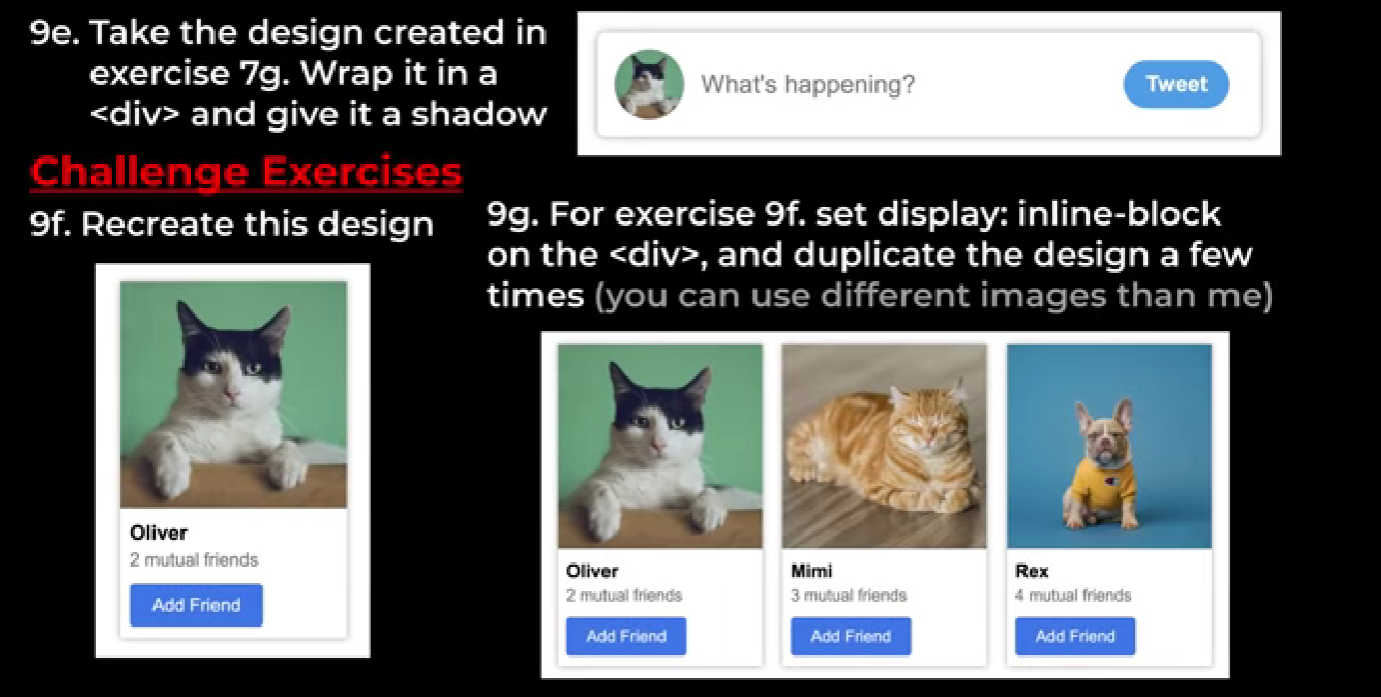 9e. Take the design created in
exercise 7g. Wrap it in a
<div> and give it a shadow
What's happening?
Tweet
Challenge Exercises
9f. Recreate this design
Oliver
2 mutual friends
Add Friend
9g. For exercise 9f. set display: inline-block
on the <div>, and duplicate the design a few
times (you can use different images than me)
Oliver
2 mutual friends
Add Friend
Mimi
3 mutual friends
Add Friend
Rex
4 mutual friends
Add Friend